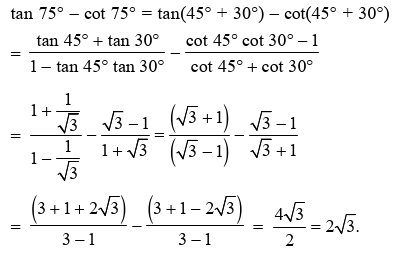 tan 75° – cot 75° = tan(45° + 30°) – cot(45° + 30°)
= (tan 45° + tan 30°)/(1 – tan 45° tan 30°) – (cot 45° cot 30° – 1)/(cot 45° + cot 30°)
= (1 + 1/√3)/(1 – 1/√3) – (√3 – 1)/(1 + √3) = (√3 + 1)/(√3 – 1) – (√3 – 1)/(√3 + 1)
= (3 + 1 + 2√3)/(3 – 1) – (3 + 1 – 2√3)/(3 – 1) = 4√3/2 = 2√3.